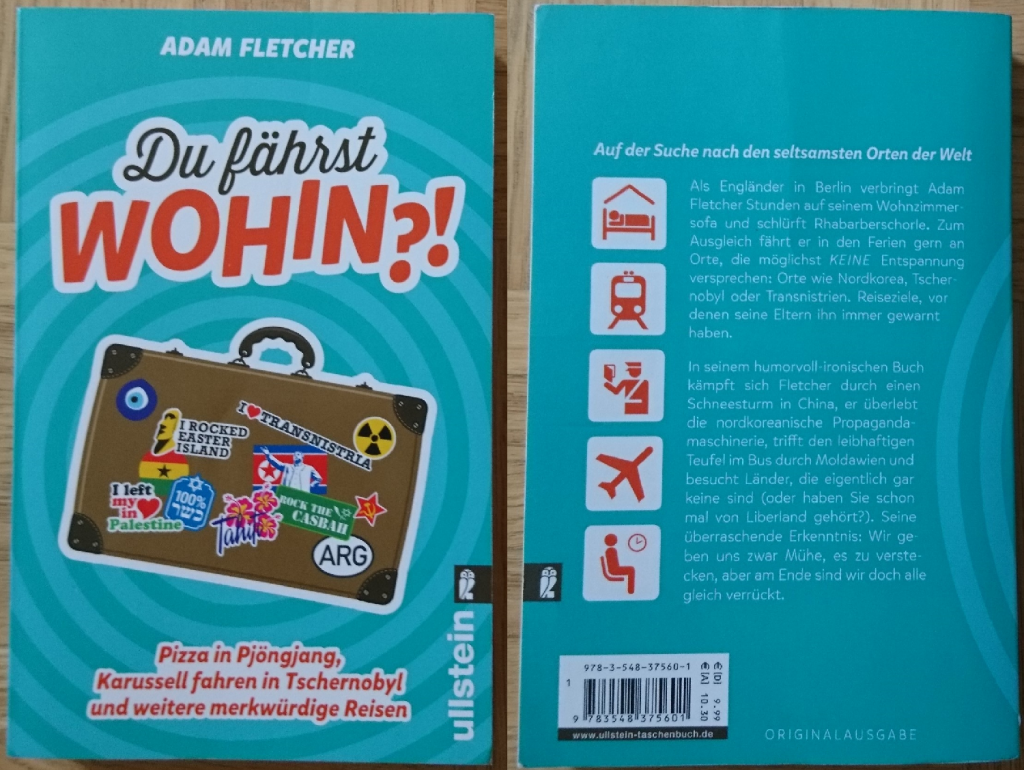 ADAM FLETCHER
Du fährst
WOHIN?!
I ROCKED
EASTER
ISLAND
I ❤ TRANSNISTRIA
I left
my ❤
in
Palestine
100%
כשר
Tahiti
ROCK THE
CASBAH
ARG
Pizza in Pjöngjang,
Karussell fahren in Tschernobyl
und weitere merkwürdige Reisen
ullstein
Auf der Suche nach den seltsamsten Orten der Welt
Als Engländer in Berlin verbringt Adam
Fletcher Stunden auf seinem Wohnzimmer-
sofa und schlürft Rhabarberschorle. Zum
Ausgleich fährt er in den Ferien gern an
Orte, die möglichst KEINE Entspannung
versprechen: Orte wie Nordkorea, Tscher-
nobyl oder Transnistrien. Reiseziele, vor
denen seine Eltern ihn immer gewarnt
haben.
In seinem humorvoll-ironischen Buch
kämpft sich Fletcher durch einen
Schneesturm in China, er überlebt
die nordkoreanische Propaganda-
maschinerie, trifft den leibhaftigen
Teufel im Bus durch Moldawien und
besucht Länder, die eigentlich gar
keine sind (oder haben Sie schon
mal von Liberland gehört?). Seine
überraschende Erkenntnis: Wir ge-
ben uns zwar Mühe, es zu verste-
cken, aber am Ende sind wir doch alle
gleich verrückt.
978-3-548-37560-1
€ [D] 9.99
€ [A] 10.30
1
9 783548 375601
www.ullstein-taschenbuch.de
ORIGINALAUSGABE